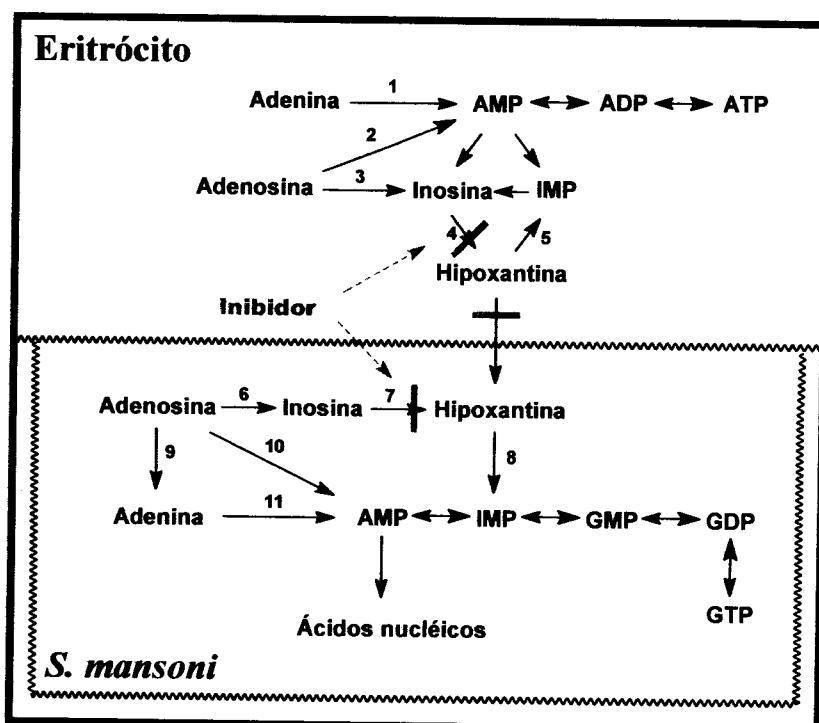 Eritrócito
1
Adenina AMP ADP ATP
2
3
Adenosina Inosina IMP
4 5
Hipoxantina
Inibidor
6 7
Adenosina Inosina Hipoxantina
9 10 8
11
Adenina AMP IMP GMP GDP
Ácidos nucléicos GTP
S. mansoni